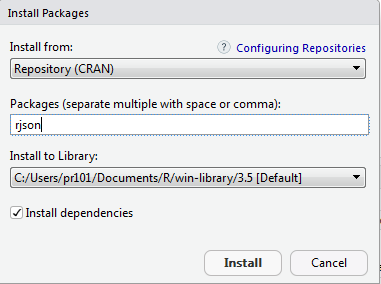 Install Packages
Install from:
? Configuring Repositories
Repository (CRAN)
Packages (separate multiple with space or comma):
rjson
Install to Library:
C:/Users/pr101/Documents/R/win-library/3.5 [Default]
Install dependencies
Install
Cancel